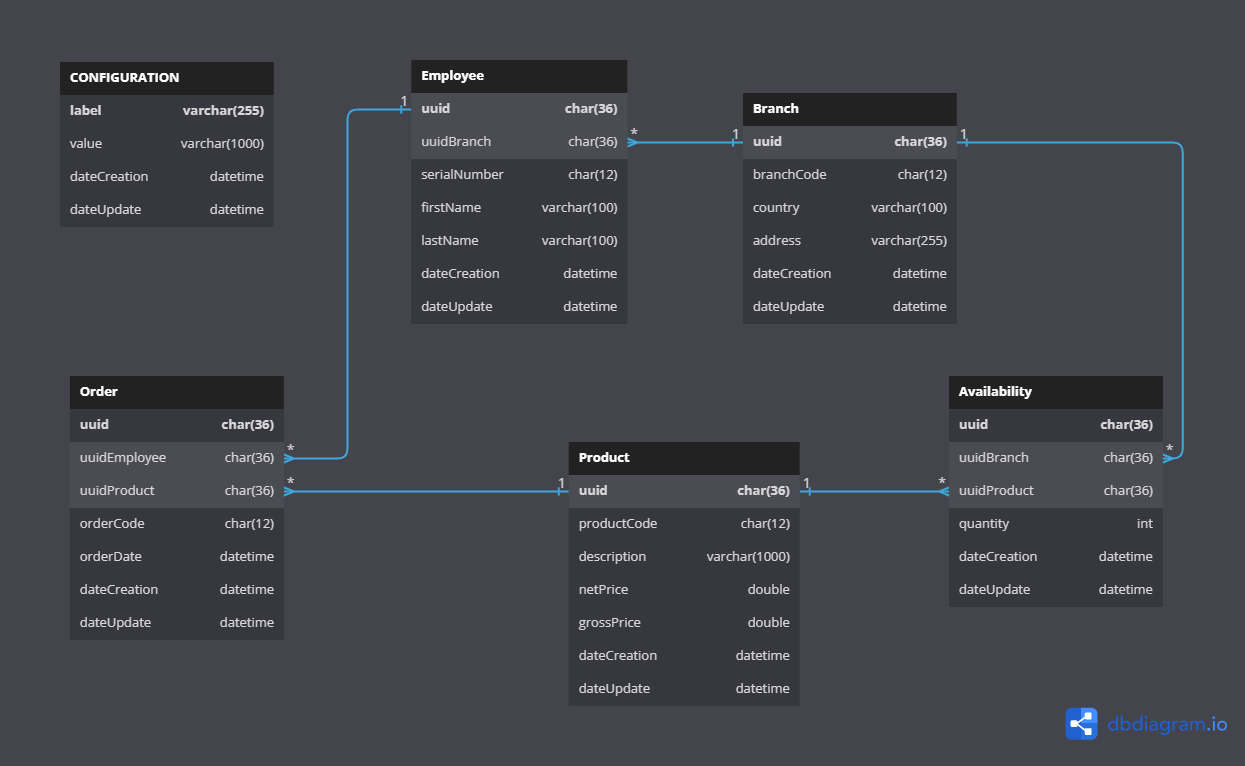 CONFIGURATION
label varchar(255)
value varchar(1000)
dateCreation datetime
dateUpdate datetime
Employee
1 uuid char(36)
uuidBranch char(36) *
serialNumber char(12)
firstName varchar(100)
lastName varchar(100)
dateCreation datetime
dateUpdate datetime
Branch
1 uuid char(36) 1
branchCode char(12)
country varchar(100)
address varchar(255)
dateCreation datetime
dateUpdate datetime
Order
uuid char(36)
uuidEmployee char(36) *
uuidProduct char(36) *
orderCode char(12)
orderDate datetime
dateCreation datetime
dateUpdate datetime
Product
1 uuid char(36) 1
productCode char(12)
description varchar(1000)
netPrice double
grossPrice double
dateCreation datetime
dateUpdate datetime
Availability
uuid char(36)
uuidBranch char(36) *
* uuidProduct char(36)
quantity int
dateCreation datetime
dateUpdate datetime
dbdiagram.io